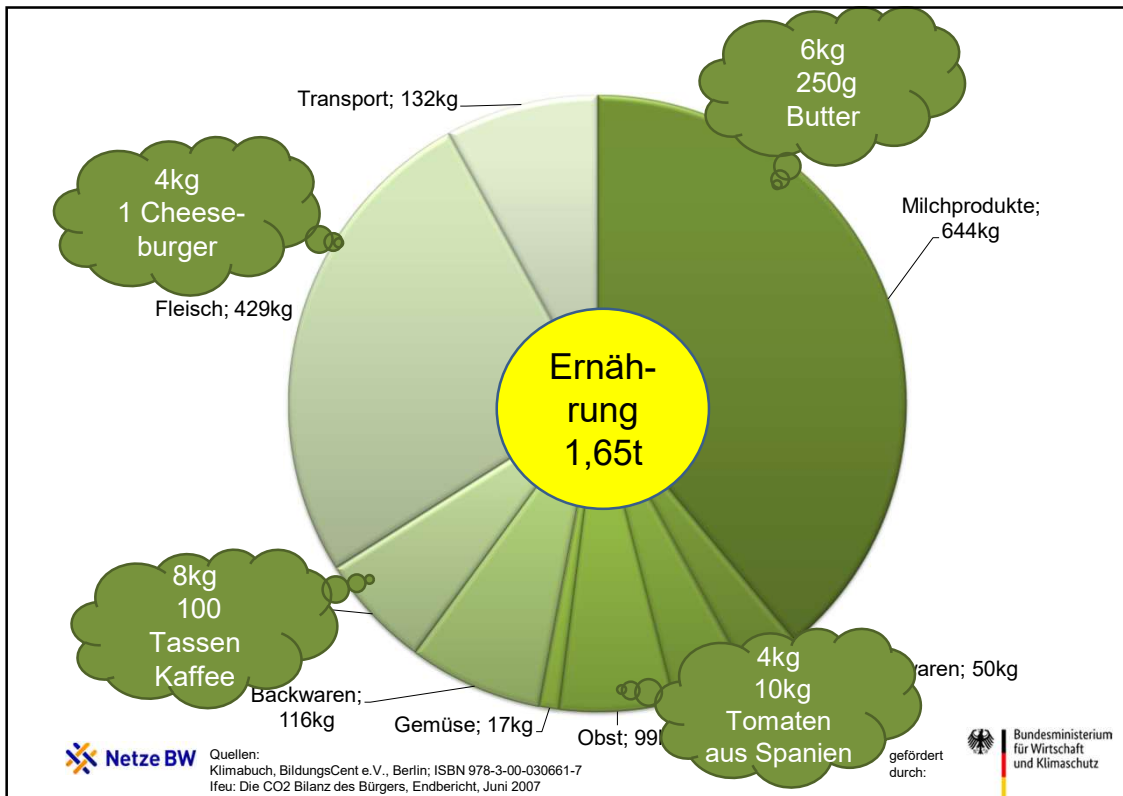 6kg
250g
Butter
Transport; 132kg
4kg
1 Cheese-
burger
Milchprodukte;
644kg
Fleisch; 429kg
Ernäh-
rung
1,65t
8kg
100
Tassen
Kaffee
4kg
10kg
Tomaten
aus Spanien
waren; 50kg
Backwaren;
116kg
Gemüse; 17kg
Obst; 99
Netze BW
Quellen:
Klimabuch, BildungsCent e.V., Berlin; ISBN 978-3-00-030661-7
Ifeu: Die CO2 Bilanz des Bürgers, Endbericht, Juni 2007
gefördert
durch:
Bundesministerium
für Wirtschaft
und Klimaschutz